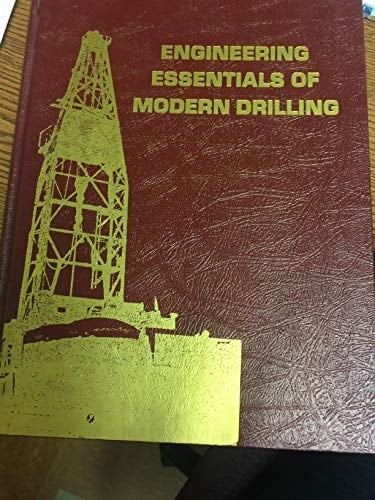 ENGINEERING
ESSENTIALS OF
MODERN DRILLING